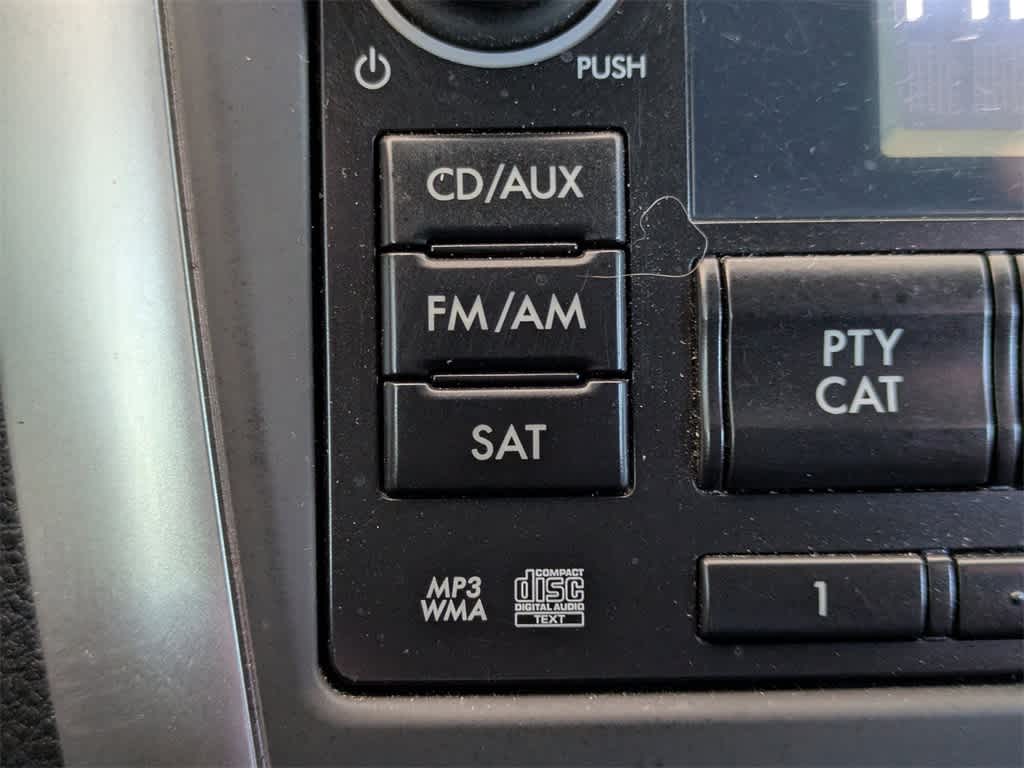 PUSH
CD/AUX
FM/AM
SAT
PTY
CAT
MP3
WMA
COMPACT
disc
DIGITAL AUDIO
TEXT
1